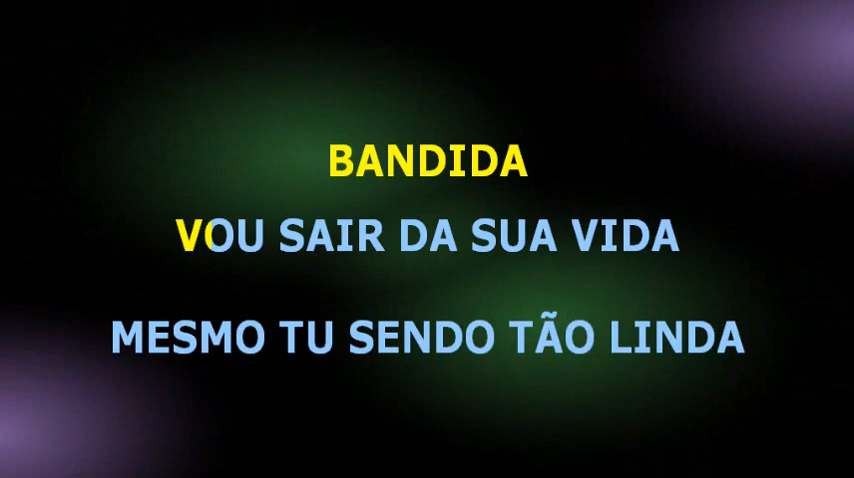 BANDIDA
VOU SAIR DA SUA VIDA
MESMO TU SENDO TÃO LINDA